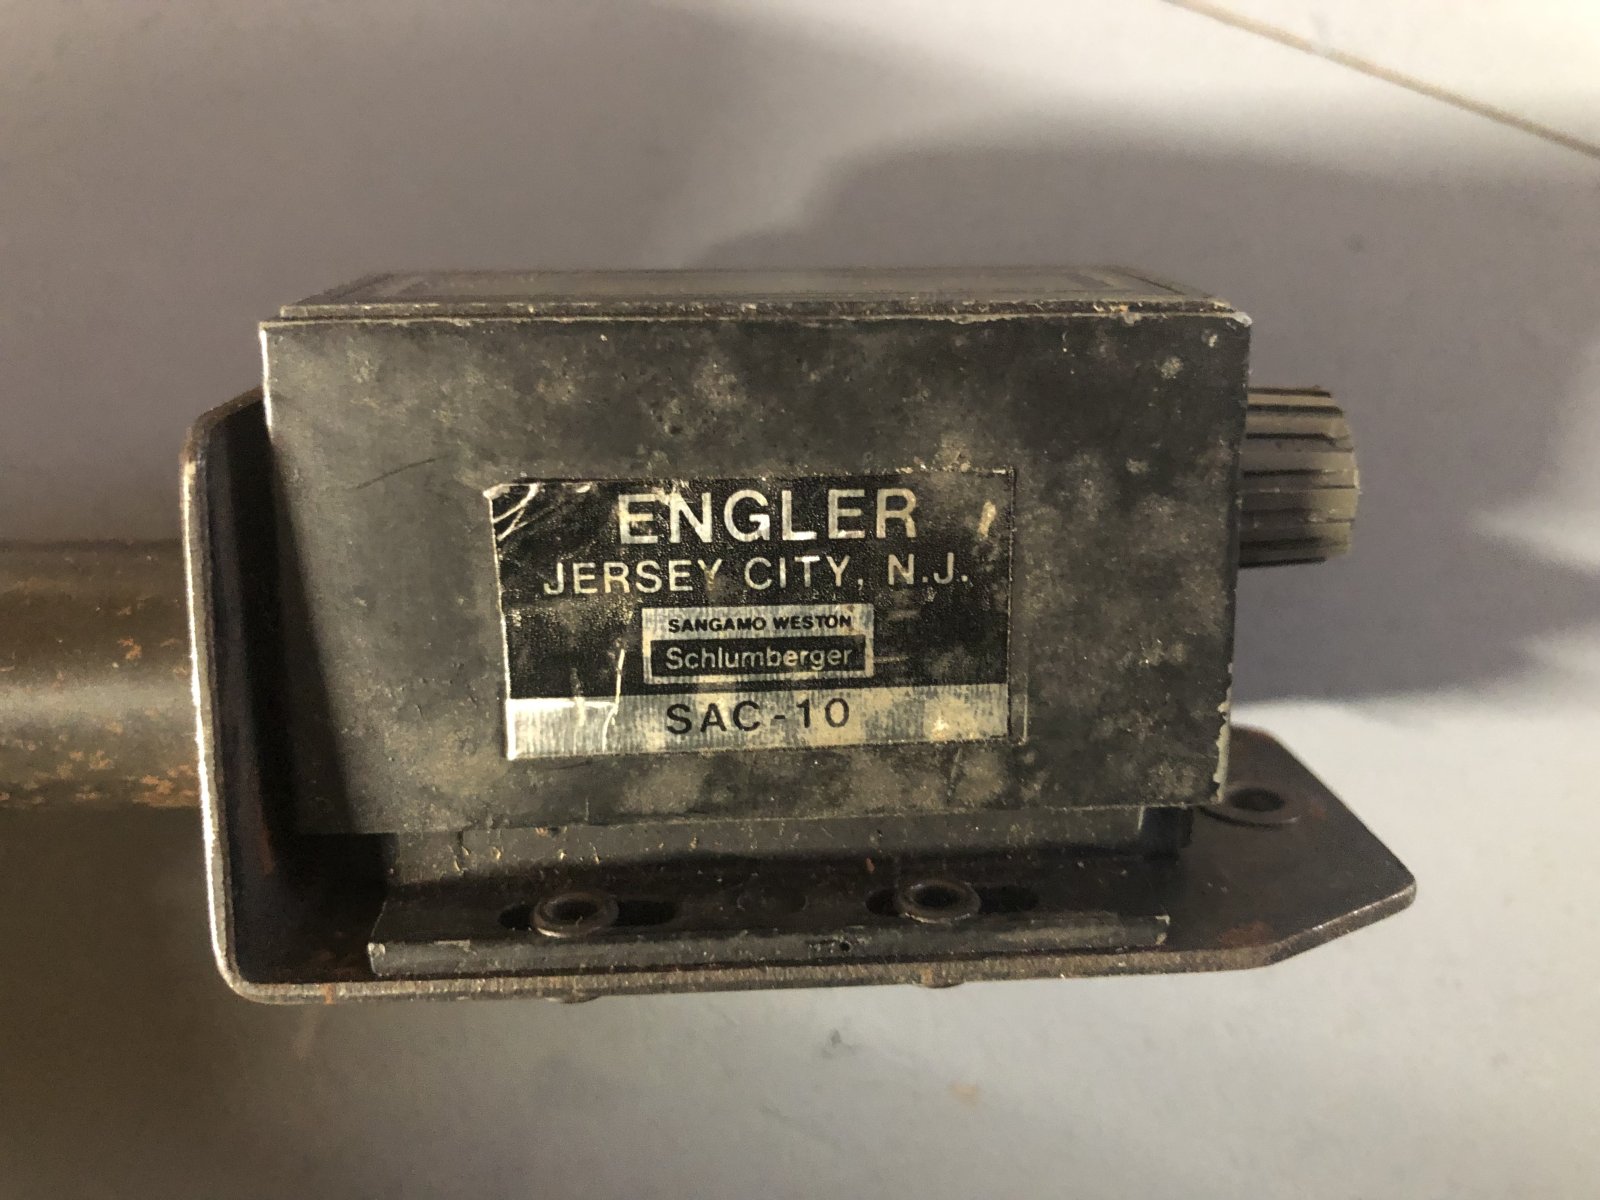 ENGLER
JERSEY CITY, N.J.
SANGAMO WESTON
Schlumberger
SAC-10